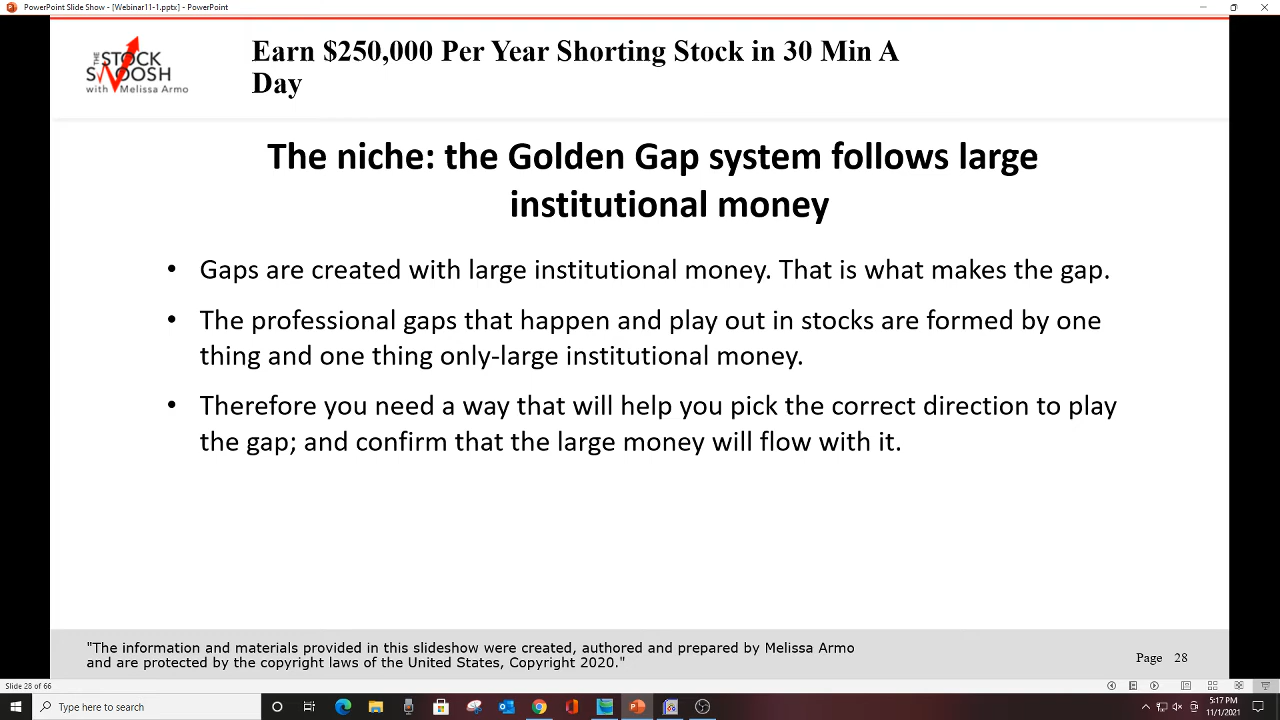 PowerPoint Slide Show - [Webinar11-1.pptx] - PowerPoint
THE
STOCK
SWOOSH
with Melissa Armo
Earn $250,000 Per Year Shorting Stock in 30 Min A
Day
The niche: the Golden Gap system follows large
institutional money
• Gaps are created with large institutional money. That is what makes the gap.
• The professional gaps that happen and play out in stocks are formed by one
thing and one thing only-large institutional money.
• Therefore you need a way that will help you pick the correct direction to play
the gap; and confirm that the large money will flow with it.
"The information and materials provided in this slideshow were created, authored and prepared by Melissa Armo
and are protected by the copyright laws of the United States, Copyright 2020."
Page 28
Slide 28 of 66
Type here to search
5:17 PM
11/1/2021